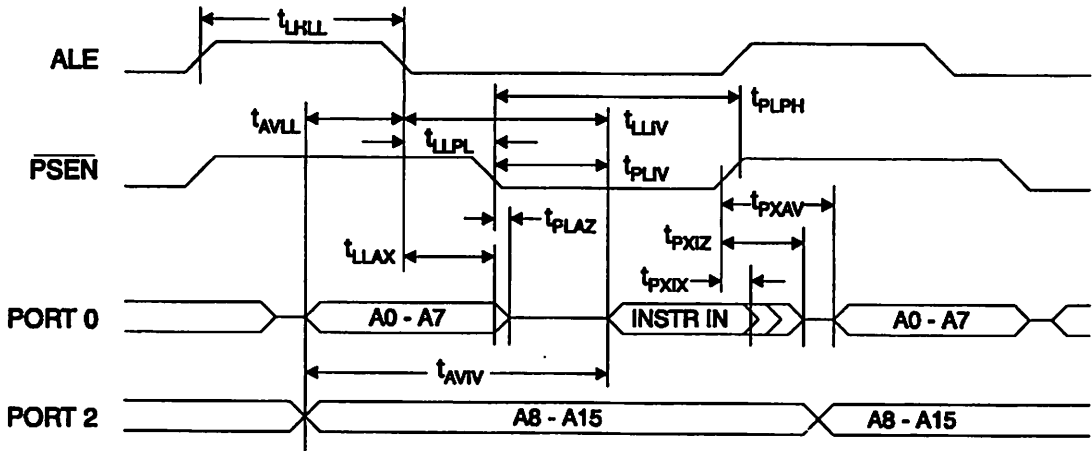 tLHLL
ALE
tPLPH
tAVLL
tLLIV
tLLPL
PSEN
tPLIV
tPXAV
tPLAZ
tPXIZ
tLLAX
tPXIX
PORT 0
A0 - A7
INSTR IN
A0 - A7
tAVIV
PORT 2
A8 - A15
A8 - A15